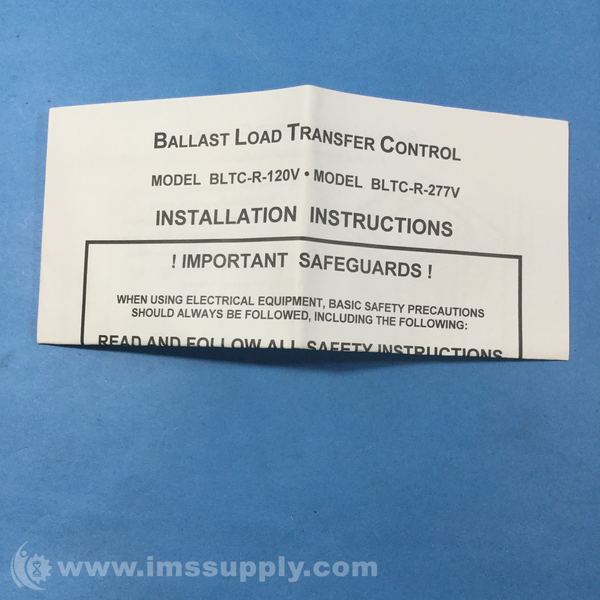 BALLAST LOAD TRANSFER CONTROL
MODEL BLTC-R-120V • MODEL BLTC-R-277V
INSTALLATION INSTRUCTIONS
! IMPORTANT SAFEGUARDS !
WHEN USING ELECTRICAL EQUIPMENT, BASIC SAFETY PRECAUTIONS
SHOULD ALWAYS BE FOLLOWED, INCLUDING THE FOLLOWING:
READ AND FOLLOW ALL SAFETY INSTRUCTIONS
www.imssupply.com